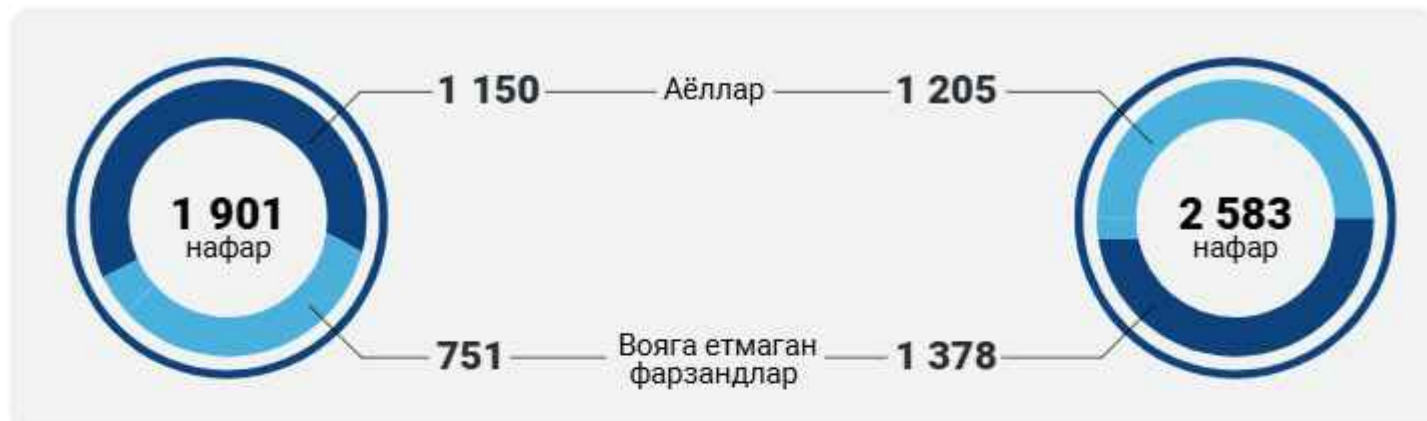 1 150 Аёллар 1 205
1 901
нафар
2 583
нафар
751 Вояга етмаган
фарзандлар 1 378